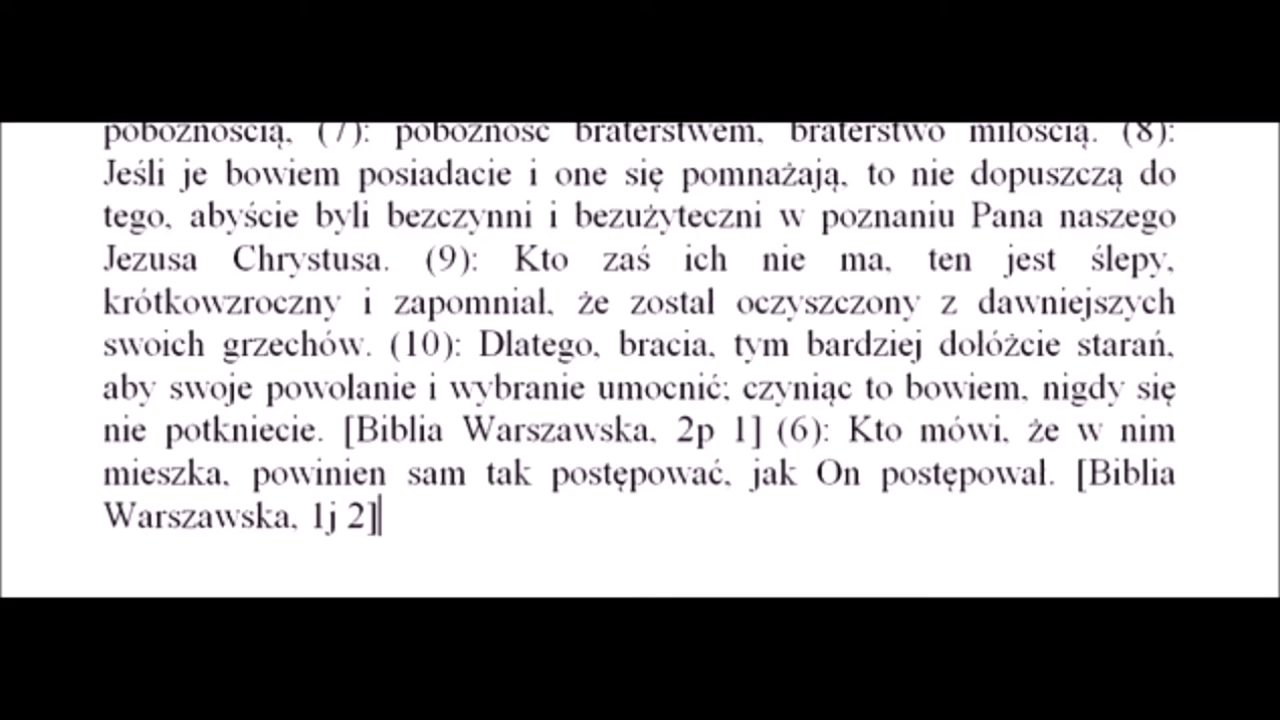 pobożnością, (7): pobożność braterstwem, braterstwo miłością. (8):
Jeśli je bowiem posiadacie i one się pomnażają, to nie dopuszczą do
tego, abyście byli bezczynni i bezużyteczni w poznaniu Pana naszego
Jezusa Chrystusa. (9): Kto zaś ich nie ma, ten jest ślepy,
krótkowzroczny i zapomniał, że został oczyszczony z dawniejszych
swoich grzechów. (10): Dlatego, bracia, tym bardziej dołóżcie starań,
aby swoje powołanie i wybranie umocnić; czyniąc to bowiem, nigdy się
nie potkniecie. [Biblia Warszawska, 2p 1] (6): Kto mówi, że w nim
mieszka, powinien sam tak postępować, jak On postępował. [Biblia
Warszawska, 1j 2]